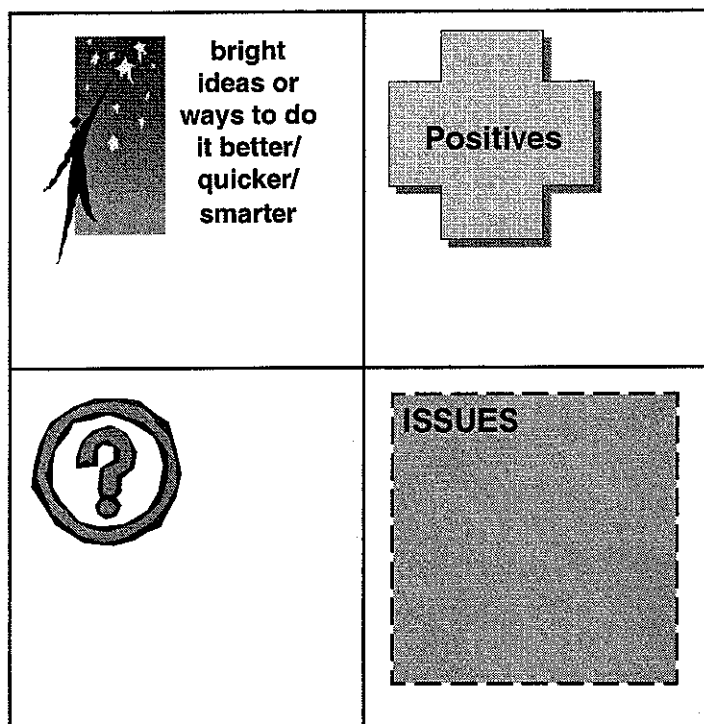 bright
ideas or
ways to do
it better/
quicker/
smarter
Positives
?
ISSUES